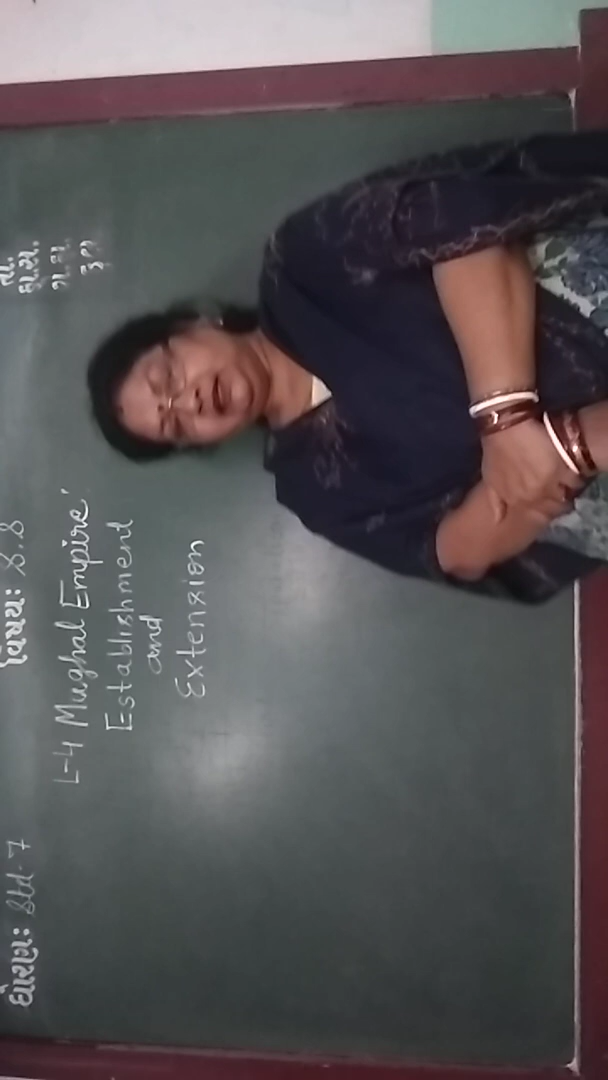 ધોરણ: Std. 7 વિષય: S.S
તા.
કુ.સં.
ગે.હા.
કુલ
L-4 Mughal Empire'
Establishment
and
Extension